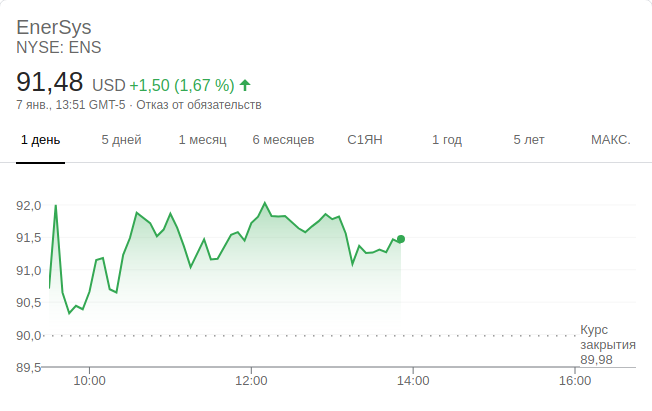 EnerSys
NYSE: ENS
91,48 USD +1,50 (1,67 %)
7 янв., 13:51 GMT-5 · Отказ от обязательств
1 день 5 дней 1 месяц 6 месяцев С1ЯН 1 год 5 лет МАКС.
92,0
91,5
91,0
90,5
90,0
89,5
Курс
закрытия
89,98
10:00 12:00 14:00 16:00